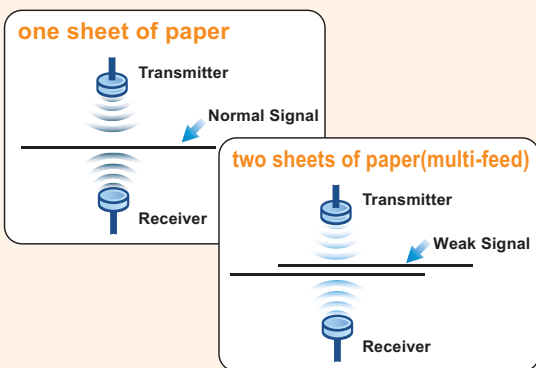 one sheet of paper
Transmitter
Normal Signal
Receiver
two sheets of paper(multi-feed)
Transmitter
Weak Signal
Receiver